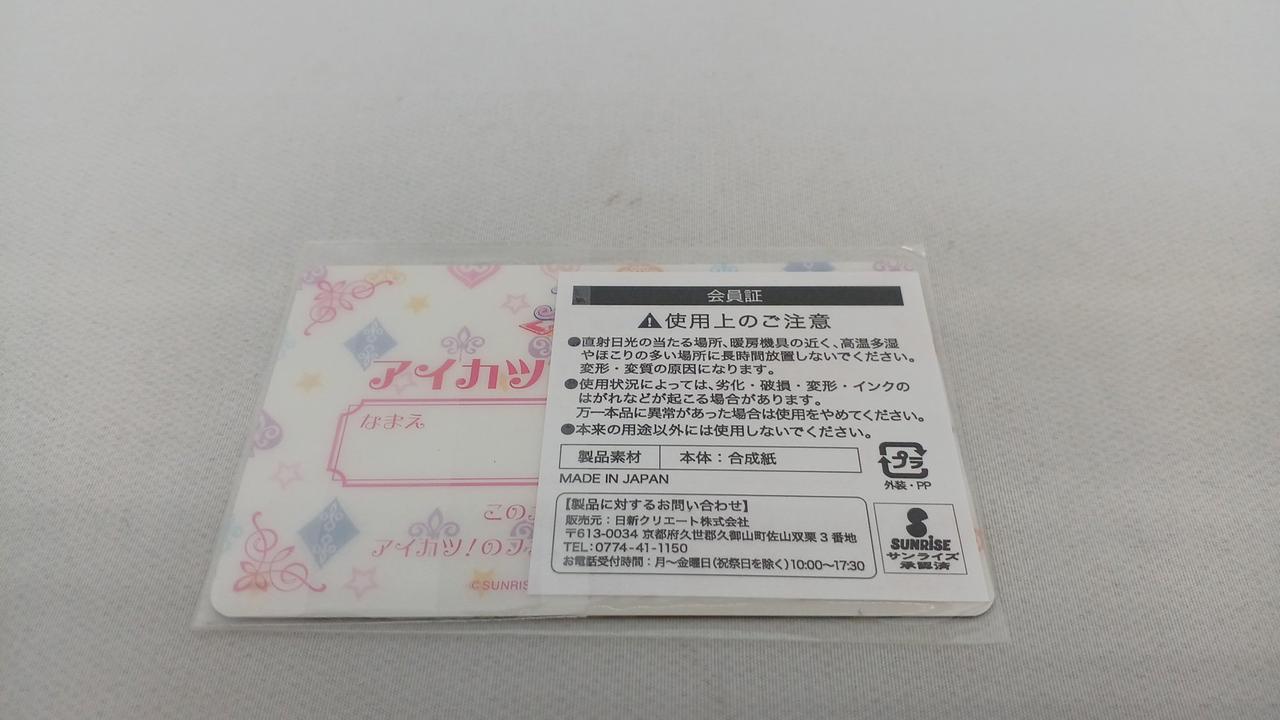 アイカツ
なまえ
この
アイカツ!のフ
©SUNRIS
会員証
⚠使用上のご注意
●直射日光の当たる場所、暖房機具の近く、高温多湿
やほこりの多い場所に長時間放置しないでください。
変形・変質の原因になります。
●使用状況によっては、劣化・破損・変形・インクの
はがれなどが起こる場合があります。
万一本品に異常があった場合は使用をやめてください。
●本来の用途以外には使用しないでください。
製品素材 本体:合成紙
MADE IN JAPAN
プラ
外装・PP
【製品に対するお問い合わせ】
販売元:日新クリエート株式会社
〒613-0034 京都府久世郡久御山町佐山双栗3番地
TEL:0774-41-1150
お電話受付時間:月〜金曜日(祝祭日を除く)10:00〜17:30
SUNRISE
サンライズ
承認済